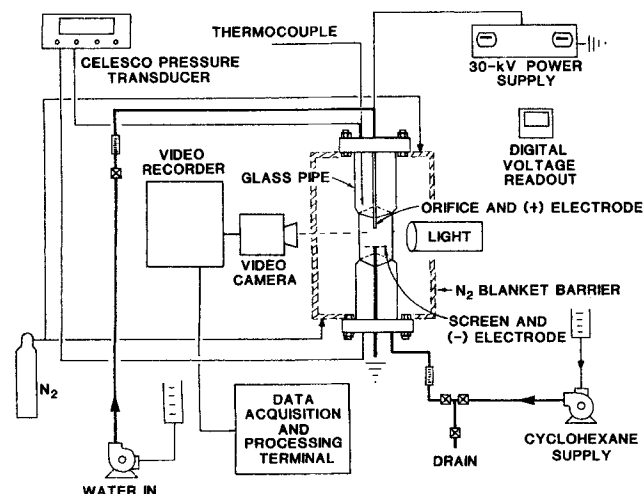 THERMOCOUPLE
CELESCO PRESSURE
TRANSDUCER
30-kV POWER
SUPPLY
DIGITAL
VOLTAGE
READOUT
VIDEO
RECORDER
GLASS PIPE
ORIFICE AND (+) ELECTRODE
LIGHT
VIDEO
CAMERA
N₂ BLANKET BARRIER
SCREEN AND
(-) ELECTRODE
N₂
DATA
ACQUISITION
AND
PROCESSING
TERMINAL
DRAIN
CYCLOHEXANE
SUPPLY
WATER IN